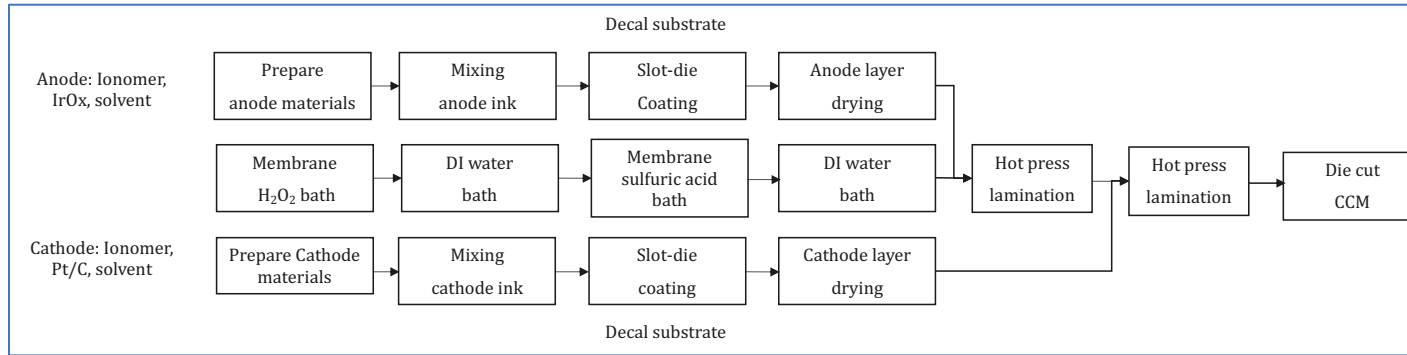 Decal substrate
Anode: Ionomer,
IrOx, solvent
Prepare
anode materials
Mixing
anode ink
Slot-die
Coating
Anode layer
drying
Membrane
H₂O₂ bath
DI water
bath
Membrane
sulfuric acid
bath
DI water
bath
Hot press
lamination
Hot press
lamination
Die cut
CCM
Cathode: Ionomer,
Pt/C, solvent
Prepare Cathode
materials
Mixing
cathode ink
Slot-die
coating
Cathode layer
drying
Decal substrate